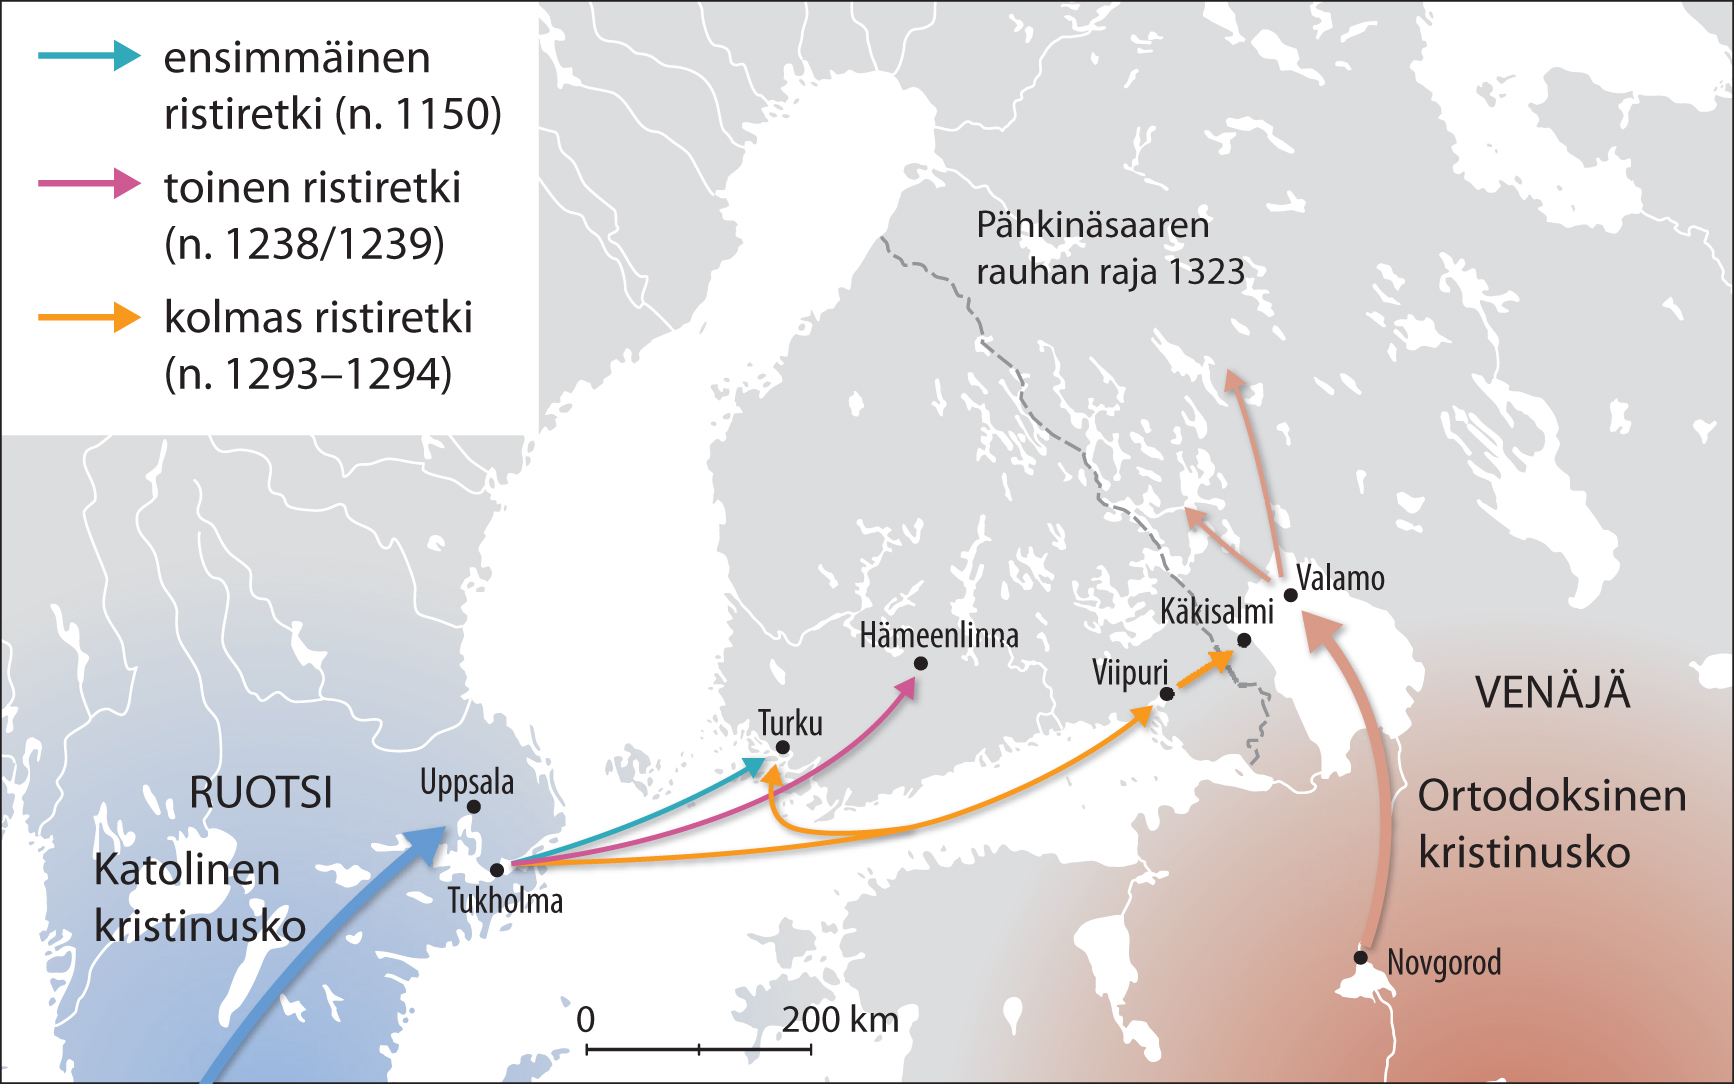 ensimmäinen
ristiretki (n. 1150)
toinen ristiretki
(n. 1238/1239)
kolmas ristiretki
(n. 1293–1294)
Pähkinäsaaren
rauhan raja 1323
Valamo
Käkisalmi
Hämeenlinna
Viipuri
VENÄJÄ
Turku
Uppsala
RUOTSI
Ortodoksinen
kristinusko
Katolinen
kristinusko
Tukholma
Novgorod
0 200 km